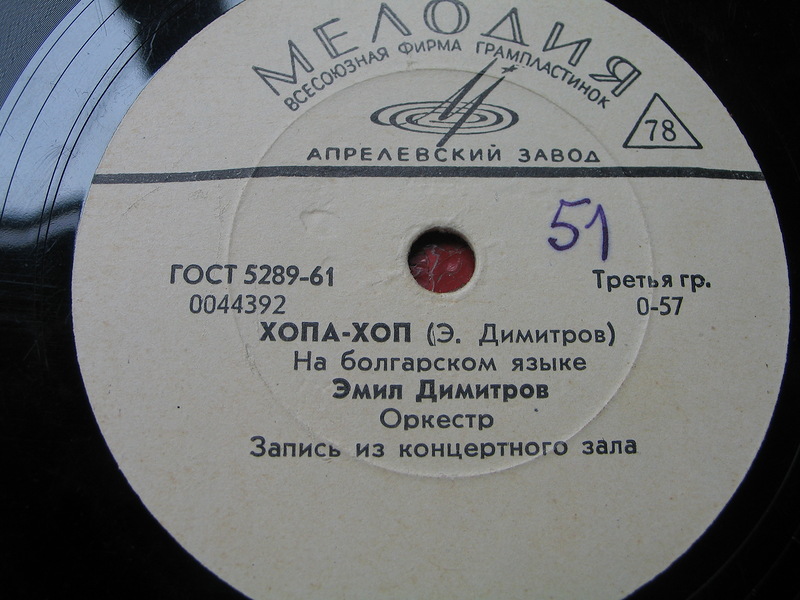 МЕЛОДИЯ
ВСЕСОЮЗНАЯ ФИРМА ГРАМПЛАСТИНОК
78
АПРЕЛЕВСКИЙ ЗАВОД
51
ГОСТ 5289-61 Третья гр.
0044392 0-57
ХОПА-ХОП (Э. Димитров)
На болгарском языке
Эмил Димитров
Оркестр
Запись из концертного зала